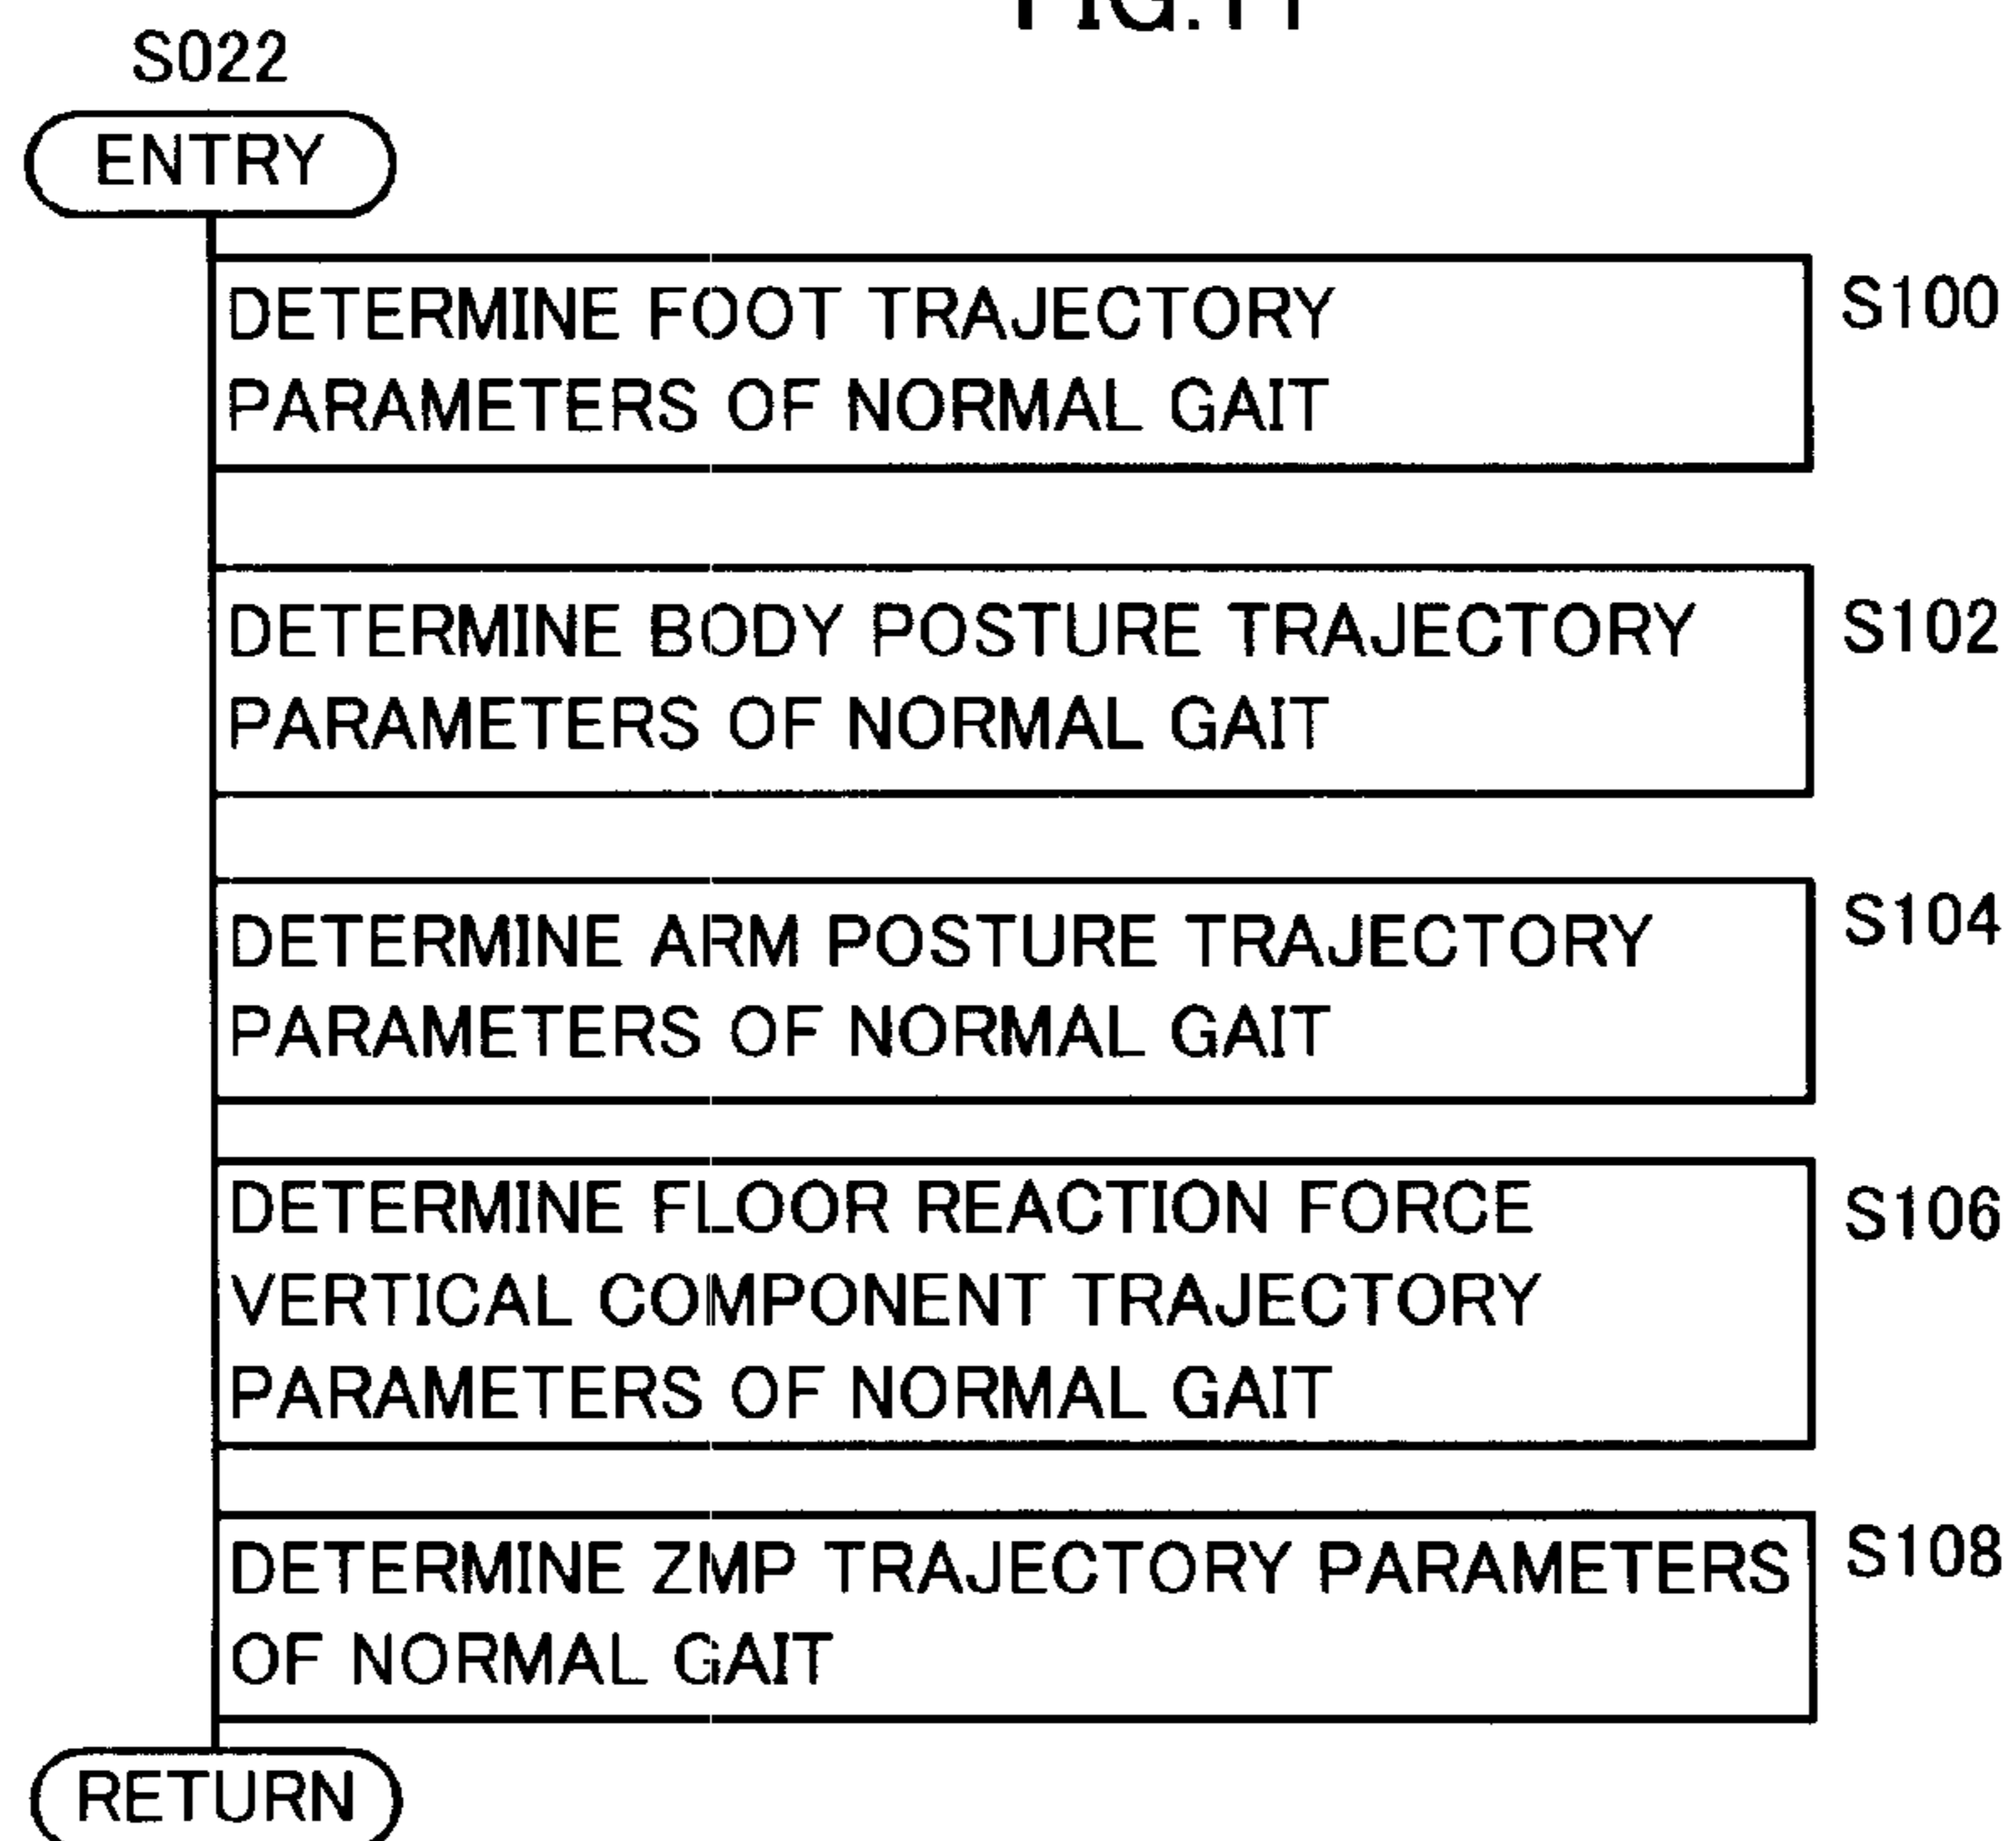 FIG.11
S022
ENTRY
DETERMINE FOOT TRAJECTORY
PARAMETERS OF NORMAL GAIT
S100
DETERMINE BODY POSTURE TRAJECTORY
PARAMETERS OF NORMAL GAIT
S102
DETERMINE ARM POSTURE TRAJECTORY
PARAMETERS OF NORMAL GAIT
S104
DETERMINE FLOOR REACTION FORCE
VERTICAL COMPONENT TRAJECTORY
PARAMETERS OF NORMAL GAIT
S106
DETERMINE ZMP TRAJECTORY PARAMETERS
OF NORMAL GAIT
S108
RETURN